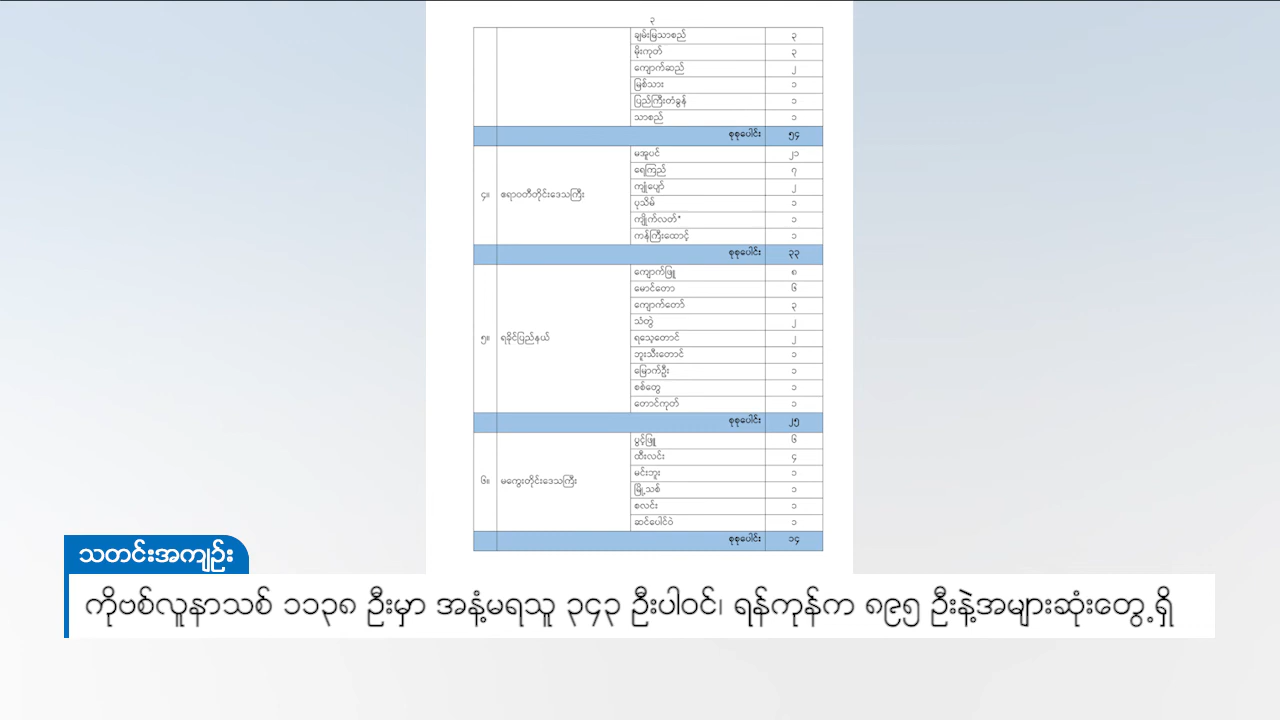 ၃
ချမ်းမြသာစည် ၃
မိုးကုတ် ၃
ကျောက်ဆည် ၂
မြစ်သား ၁
ပြည်ကြီးတံခွန် ၁
သာစည် ၁
စုစုပေါင်း ၅၄
၄။ ဧရာဝတီတိုင်းဒေသကြီး
မအူပင် ၂၁
ရေကြည် ၇
ကျုံပျော် ၂
ပုသိမ် ၁
ကျိုက်လတ်* ၁
ကန်ကြီးထောင့် ၁
စုစုပေါင်း ၃၃
၅။ ရခိုင်ပြည်နယ်
ကျောက်ဖြူ ၈
မောင်တော ၆
ကျောက်တော် ၃
သံတွဲ ၂
ရသေ့တောင် ၂
ဘူးသီးတောင် ၁
မြောက်ဦး ၁
စစ်တွေ ၁
တောင်ကုတ် ၁
စုစုပေါင်း ၂၅
၆။ မကွေးတိုင်းဒေသကြီး
ပွင့်ဖြူ ၆
ထီးလင်း ၄
မင်းဘူး ၁
မြို့သစ် ၁
စလင်း ၁
ဆင်ပေါင်ဝဲ ၁
စုစုပေါင်း ၁၄
သတင်းအကျဉ်း
ကိုဗစ်လူနာသစ် ၁၁၃၈ ဦးမှာ အနံ့မရသူ ၃၄၃ ဦးပါဝင်၊ ရန်ကုန်က ၈၉၅ ဦးနဲ့အများဆုံးတွေ့ရှိ